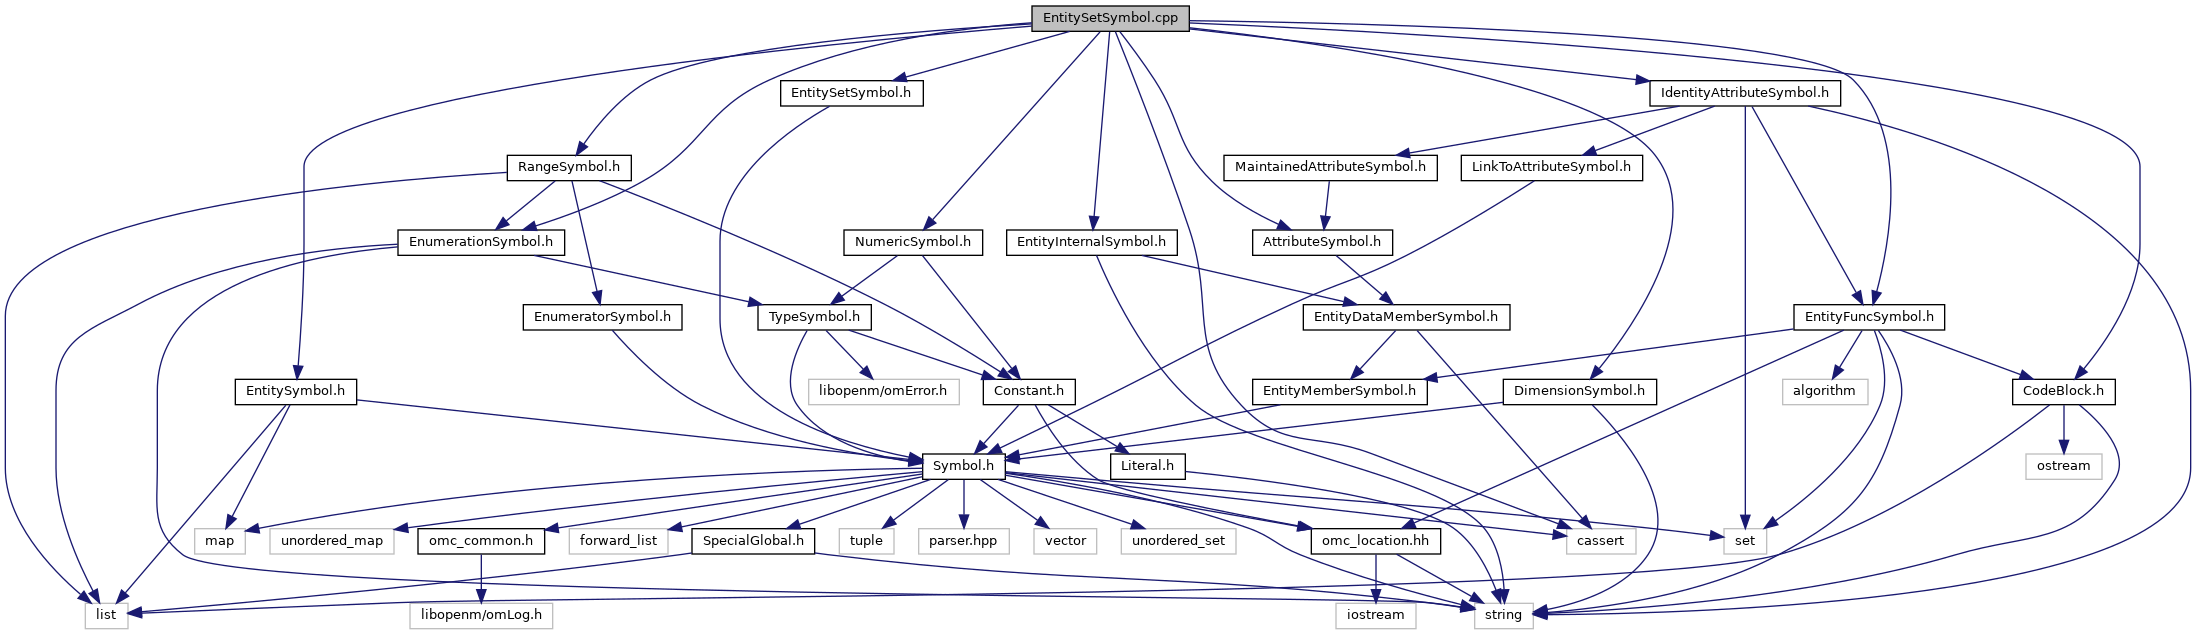 EntitySetSymbol.cpp
EntitySetSymbol.h
IdentityAttributeSymbol.h
RangeSymbol.h
MaintainedAttributeSymbol.h
LinkToAttributeSymbol.h
EnumerationSymbol.h
NumericSymbol.h
EntityInternalSymbol.h
AttributeSymbol.h
EnumeratorSymbol.h
TypeSymbol.h
EntityDataMemberSymbol.h
EntityFuncSymbol.h
EntitySymbol.h
libopenm/omError.h
Constant.h
EntityMemberSymbol.h
DimensionSymbol.h
algorithm
CodeBlock.h
Symbol.h
Literal.h
ostream
map
unordered_map
omc_common.h
forward_list
SpecialGlobal.h
tuple
parser.hpp
vector
unordered_set
omc_location.hh
cassert
set
list
libopenm/omLog.h
iostream
string